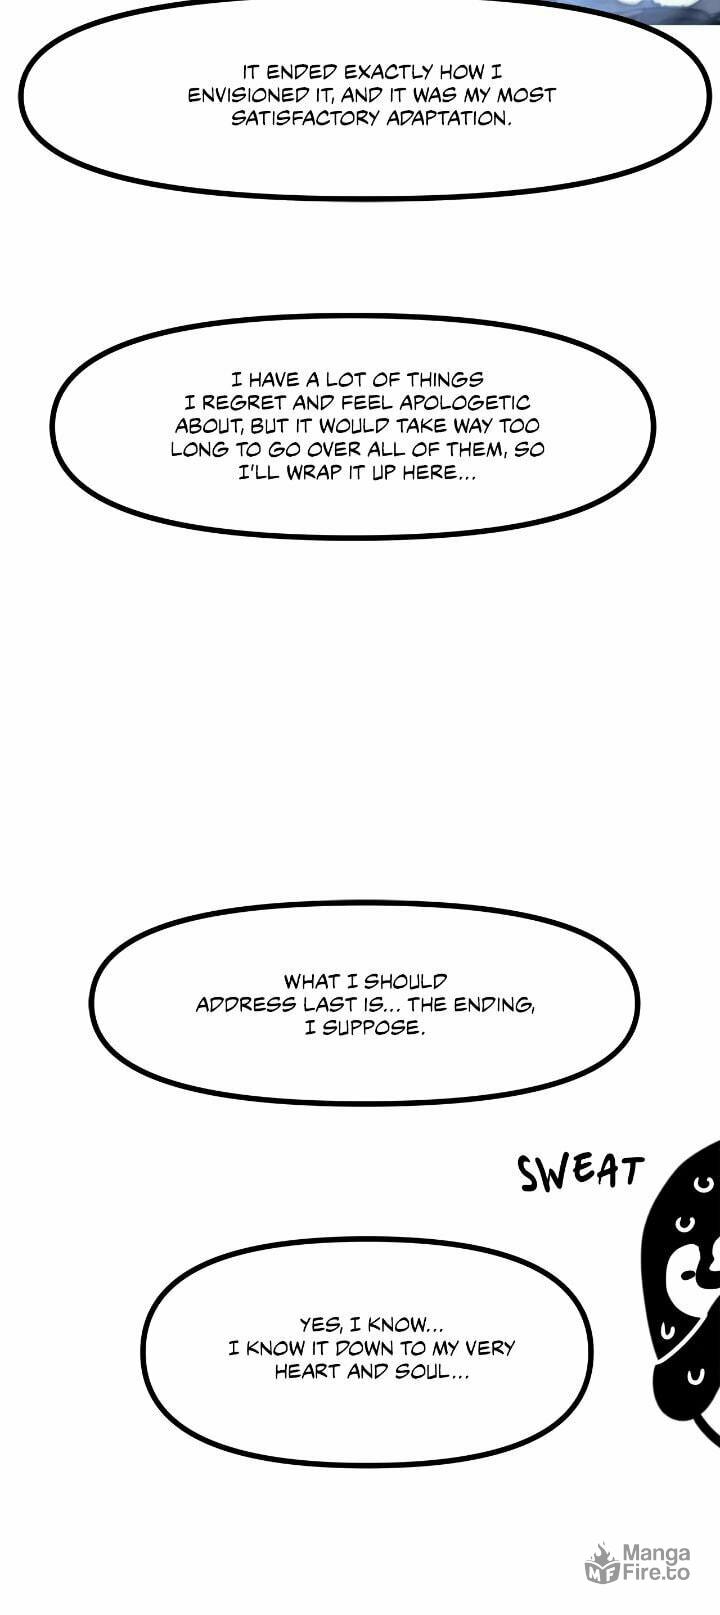 IT ENDED EXACTLY HOW I
ENVISIONED IT, AND IT WAS MY MOST
SATISFACTORY ADAPTATION.
I HAVE A LOT OF THINGS
I REGRET AND FEEL APOLOGETIC
ABOUT, BUT IT WOULD TAKE WAY TOO
LONG TO GO OVER ALL OF THEM, SO
I'LL WRAP IT UP HERE...
WHAT I SHOULD
ADDRESS LAST IS... THE ENDING,
I SUPPOSE.
SWEAT
YES, I KNOW...
I KNOW IT DOWN TO MY VERY
HEART AND SOUL...
MF
Manga
Fire.to